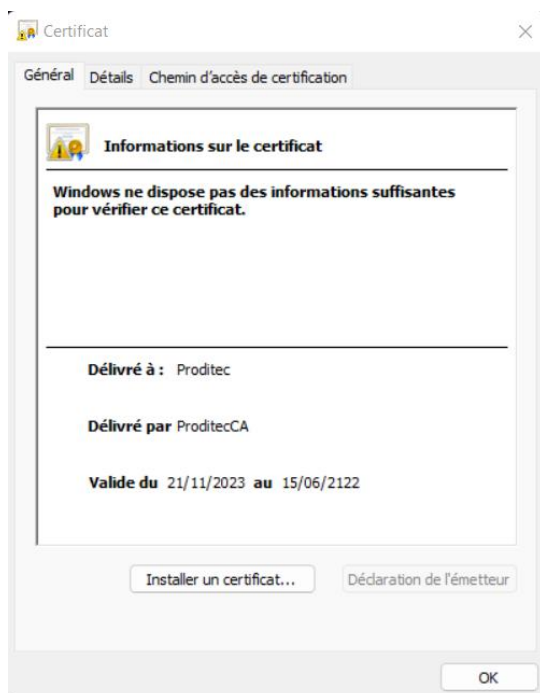 Certificat
Général Détails Chemin d'accès de certification
Informations sur le certificat
Windows ne dispose pas des informations suffisantes
pour vérifier ce certificat.
Délivré à : Proditec
Délivré par ProditecCA
Valide du 21/11/2023 au 15/06/2122
Installer un certificat... Déclaration de l'émetteur
OK